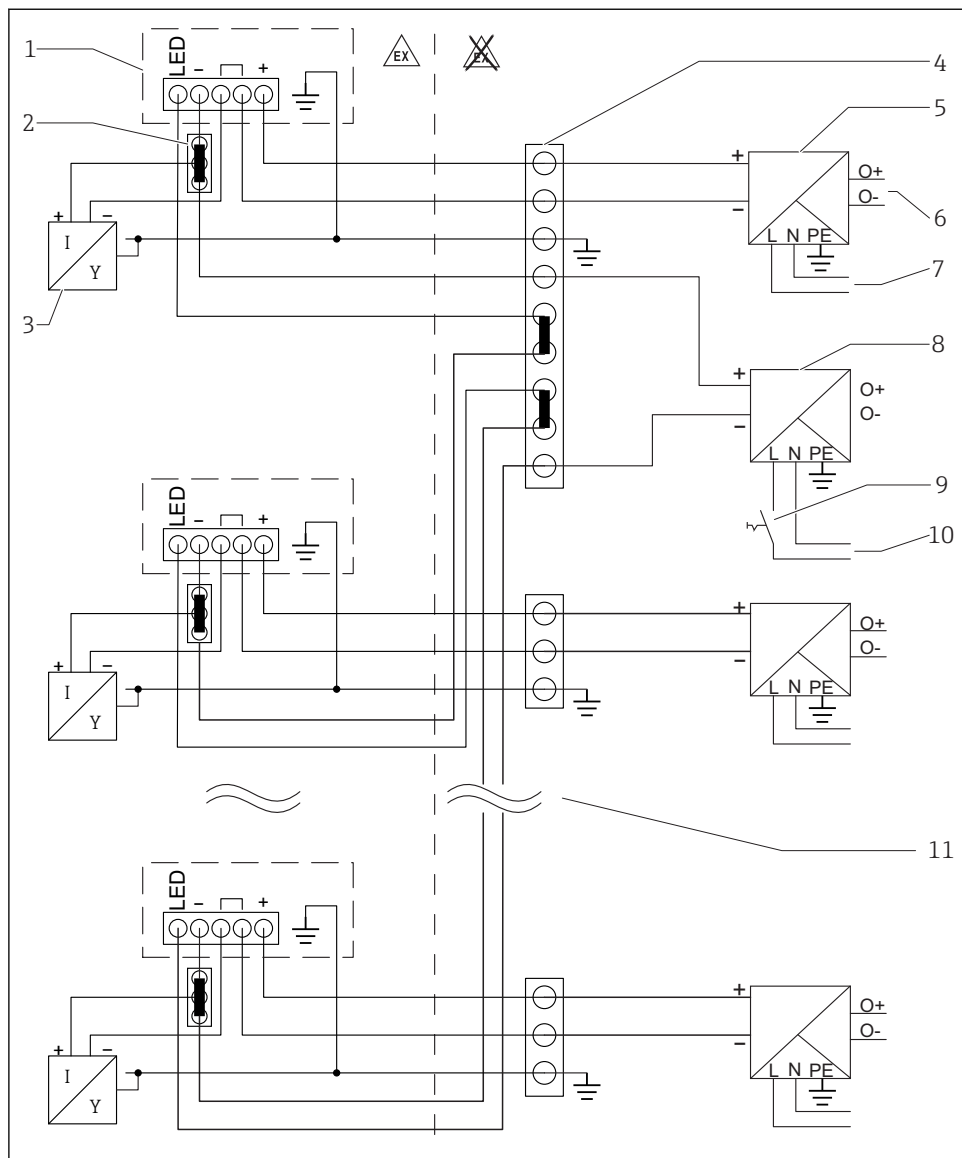 1
LED
- +
EX
EX
4
2
5
+
O+
O-
6
-
L N PE
+ -
I
Y
3
7
8
+
O+
O-
-
L N PE
9
10
LED
- +
+
O+
O-
-
L N PE
+ -
I
Y
11
LED
- +
+
O+
O-
-
L N PE
+ -
I
Y